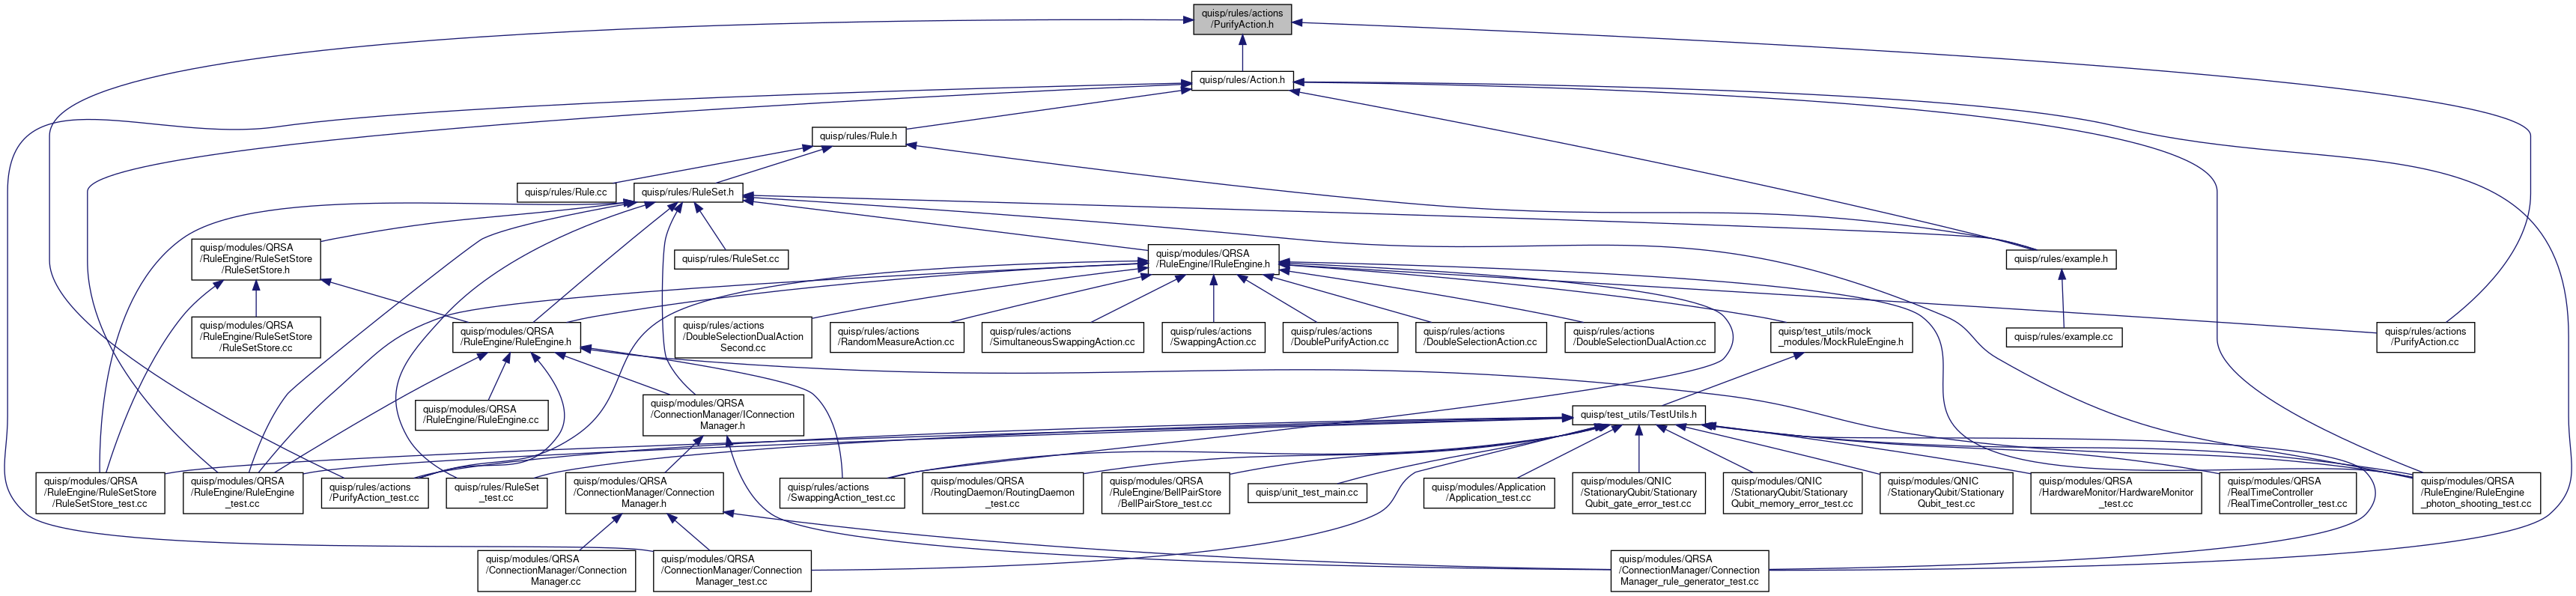 quisp/rules/actions
/PurifyAction.h
quisp/rules/Action.h
quisp/rules/Rule.h
quisp/rules/Rule.cc
quisp/rules/RuleSet.h
quisp/modules/QRSA
/RuleEngine/RuleSetStore
/RuleSetStore.h
quisp/rules/RuleSet.cc
quisp/modules/QRSA
/RuleEngine/IRuleEngine.h
quisp/rules/example.h
quisp/modules/QRSA
/RuleEngine/RuleSetStore
/RuleSetStore.cc
quisp/modules/QRSA
/RuleEngine/RuleEngine.h
quisp/rules/actions
/DoubleSelectionDualAction
Second.cc
quisp/rules/actions
/RandomMeasureAction.cc
quisp/rules/actions
/SimultaneousSwappingAction.cc
quisp/rules/actions
/SwappingAction.cc
quisp/rules/actions
/DoublePurifyAction.cc
quisp/rules/actions
/DoubleSelectionAction.cc
quisp/rules/actions
/DoubleSelectionDualAction.cc
quisp/test_utils/mock
_modules/MockRuleEngine.h
quisp/rules/example.cc
quisp/rules/actions
/PurifyAction.cc
quisp/modules/QRSA
/RuleEngine/RuleEngine.cc
quisp/modules/QRSA
/ConnectionManager/IConnection
Manager.h
quisp/test_utils/TestUtils.h
quisp/modules/QRSA
/RuleEngine/RuleSetStore
/RuleSetStore_test.cc
quisp/modules/QRSA
/RuleEngine/RuleEngine
_test.cc
quisp/rules/actions
/PurifyAction_test.cc
quisp/rules/RuleSet
_test.cc
quisp/modules/QRSA
/ConnectionManager/Connection
Manager.h
quisp/rules/actions
/SwappingAction_test.cc
quisp/modules/QRSA
/RoutingDaemon/RoutingDaemon
_test.cc
quisp/modules/QRSA
/RuleEngine/BellPairStore
/BellPairStore_test.cc
quisp/unit_test_main.cc
quisp/modules/Application
/Application_test.cc
quisp/modules/QNIC
/StationaryQubit/Stationary
Qubit_gate_error_test.cc
quisp/modules/QNIC
/StationaryQubit/Stationary
Qubit_memory_error_test.cc
quisp/modules/QNIC
/StationaryQubit/Stationary
Qubit_test.cc
quisp/modules/QRSA
/HardwareMonitor/HardwareMonitor
_test.cc
quisp/modules/QRSA
/RealTimeController
/RealTimeController_test.cc
quisp/modules/QRSA
/RuleEngine/RuleEngine
_photon_shooting_test.cc
quisp/modules/QRSA
/ConnectionManager/Connection
Manager.cc
quisp/modules/QRSA
/ConnectionManager/Connection
Manager_test.cc
quisp/modules/QRSA
/ConnectionManager/Connection
Manager_rule_generator_test.cc